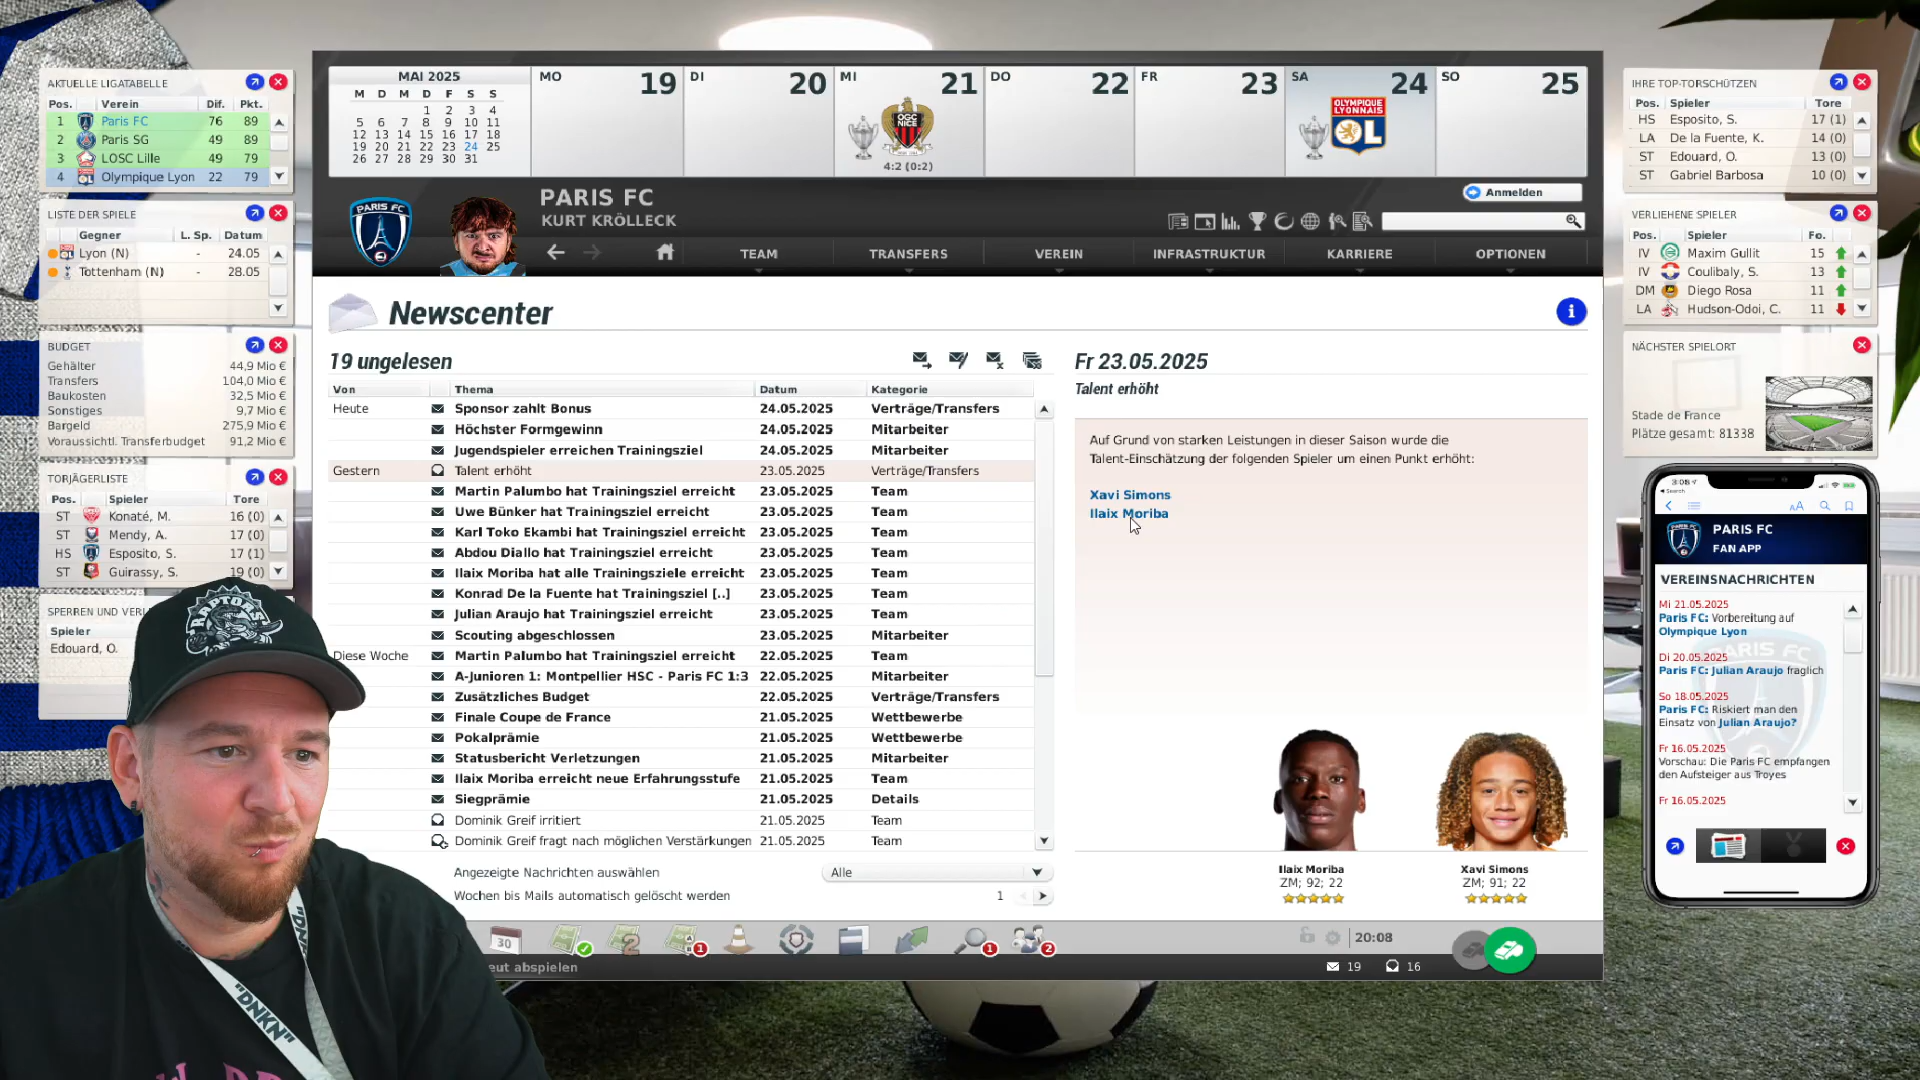 AKTUELLE LIGATABELLE
Pos. Verein Dif. Pkt.
1 Paris FC 76 89
2 Paris SG 49 89
3 LOSC Lille 49 79
4 Olympique Lyon 22 79
LISTE DER SPIELE
Gegner L. Sp. Datum
Lyon (N) - 24.05
Tottenham (N) - 28.05
BUDGET
Gehälter 44,9 Mio €
Transfers 104,0 Mio €
Baukosten 32,5 Mio €
Sonstiges 9,7 Mio €
Bargeld 275,9 Mio €
Voraussichtl. Transferbudget 91,2 Mio €
TORJÄGERLISTE
Pos. Spieler Tore
ST Konaté, M. 16 (0)
ST Mendy, A. 17 (0)
HS Esposito, S. 17 (1)
ST Guirassy, S. 19 (0)
SPERREN UND VERL
Spieler
Edouard, O.
MAI 2025
M D M D F S S
1 2 3 4
5 6 7 8 9 10 11
12 13 14 15 16 17 18
19 20 21 22 23 24 25
26 27 28 29 30 31
MO 19
DI 20
MI 21
OGC NICE
4:2 (0:2)
DO 22
FR 23
SA 24
OLYMPIQUE LYONNAIS
OL
SO 25
PARIS FC
PARIS FC
KURT KRÖLLECK
Anmelden
TEAM TRANSFERS VEREIN INFRASTRUKTUR KARRIERE OPTIONEN
Newscenter
i
19 ungelesen
Von Thema Datum Kategorie
Heute Sponsor zahlt Bonus 24.05.2025 Verträge/Transfers
Höchster Formgewinn 24.05.2025 Mitarbeiter
Jugendspieler erreichen Trainingsziel 24.05.2025 Mitarbeiter
Gestern Talent erhöht 23.05.2025 Verträge/Transfers
Martin Palumbo hat Trainingsziel erreicht 23.05.2025 Team
Uwe Bünker hat Trainingsziel erreicht 23.05.2025 Team
Karl Toko Ekambi hat Trainingsziel erreicht 23.05.2025 Team
Abdou Diallo hat Trainingsziel erreicht 23.05.2025 Team
Ilaix Moriba hat alle Trainingsziele erreicht 23.05.2025 Team
Konrad De la Fuente hat Trainingsziel [..] 23.05.2025 Team
Julian Araujo hat Trainingsziel erreicht 23.05.2025 Team
Scouting abgeschlossen 23.05.2025 Mitarbeiter
Diese Woche Martin Palumbo hat Trainingsziel erreicht 22.05.2025 Team
A-Junioren 1: Montpellier HSC - Paris FC 1:3 22.05.2025 Mitarbeiter
Zusätzliches Budget 22.05.2025 Verträge/Transfers
Finale Coupe de France 21.05.2025 Wettbewerbe
Pokalprämie 21.05.2025 Wettbewerbe
Statusbericht Verletzungen 21.05.2025 Mitarbeiter
Ilaix Moriba erreicht neue Erfahrungsstufe 21.05.2025 Team
Siegprämie 21.05.2025 Details
Dominik Greif irritiert 21.05.2025 Team
Dominik Greif fragt nach möglichen Verstärkungen 21.05.2025 Team
Angezeigte Nachrichten auswählen Alle
Wochen bis Mails automatisch gelöscht werden 1
Fr 23.05.2025
Talent erhöht
Auf Grund von starken Leistungen in dieser Saison wurde die
Talent-Einschätzung der folgenden Spieler um einen Punkt erhöht:
Xavi Simons
Ilaix Moriba
Ilaix Moriba
ZM; 92; 22
Xavi Simons
ZM; 91; 22
30 2 1 1 2
20:08
eut abspielen
19 16
IHRE TOP-TORSCHÜTZEN
Pos. Spieler Tore
HS Esposito, S. 17 (1)
LA De la Fuente, K. 14 (0)
ST Edouard, O. 13 (0)
ST Gabriel Barbosa 10 (0)
VERLIEHENE SPIELER
Pos. Spieler Fo.
IV Maxim Gullit 15
IV Coulibaly, S. 13
DM Diego Rosa 11
LA Hudson-Odoi, C. 11
NÄCHSTER SPIELORT
Stade de France
Plätze gesamt: 81338
3:08
Search
AA
PARIS FC
FAN APP
VEREINSNACHRICHTEN
Mi 21.05.2025
Paris FC: Vorbereitung auf
Olympique Lyon
Di 20.05.2025
Paris FC: Julian Araujo fraglich
So 18.05.2025
Paris FC: Riskiert man den
Einsatz von Julian Araujo?
Fr 16.05.2025
Vorschau: Die Paris FC empfangen
den Aufsteiger aus Troyes
Fr 16.05.2025
RAPTORS
"DNKN"